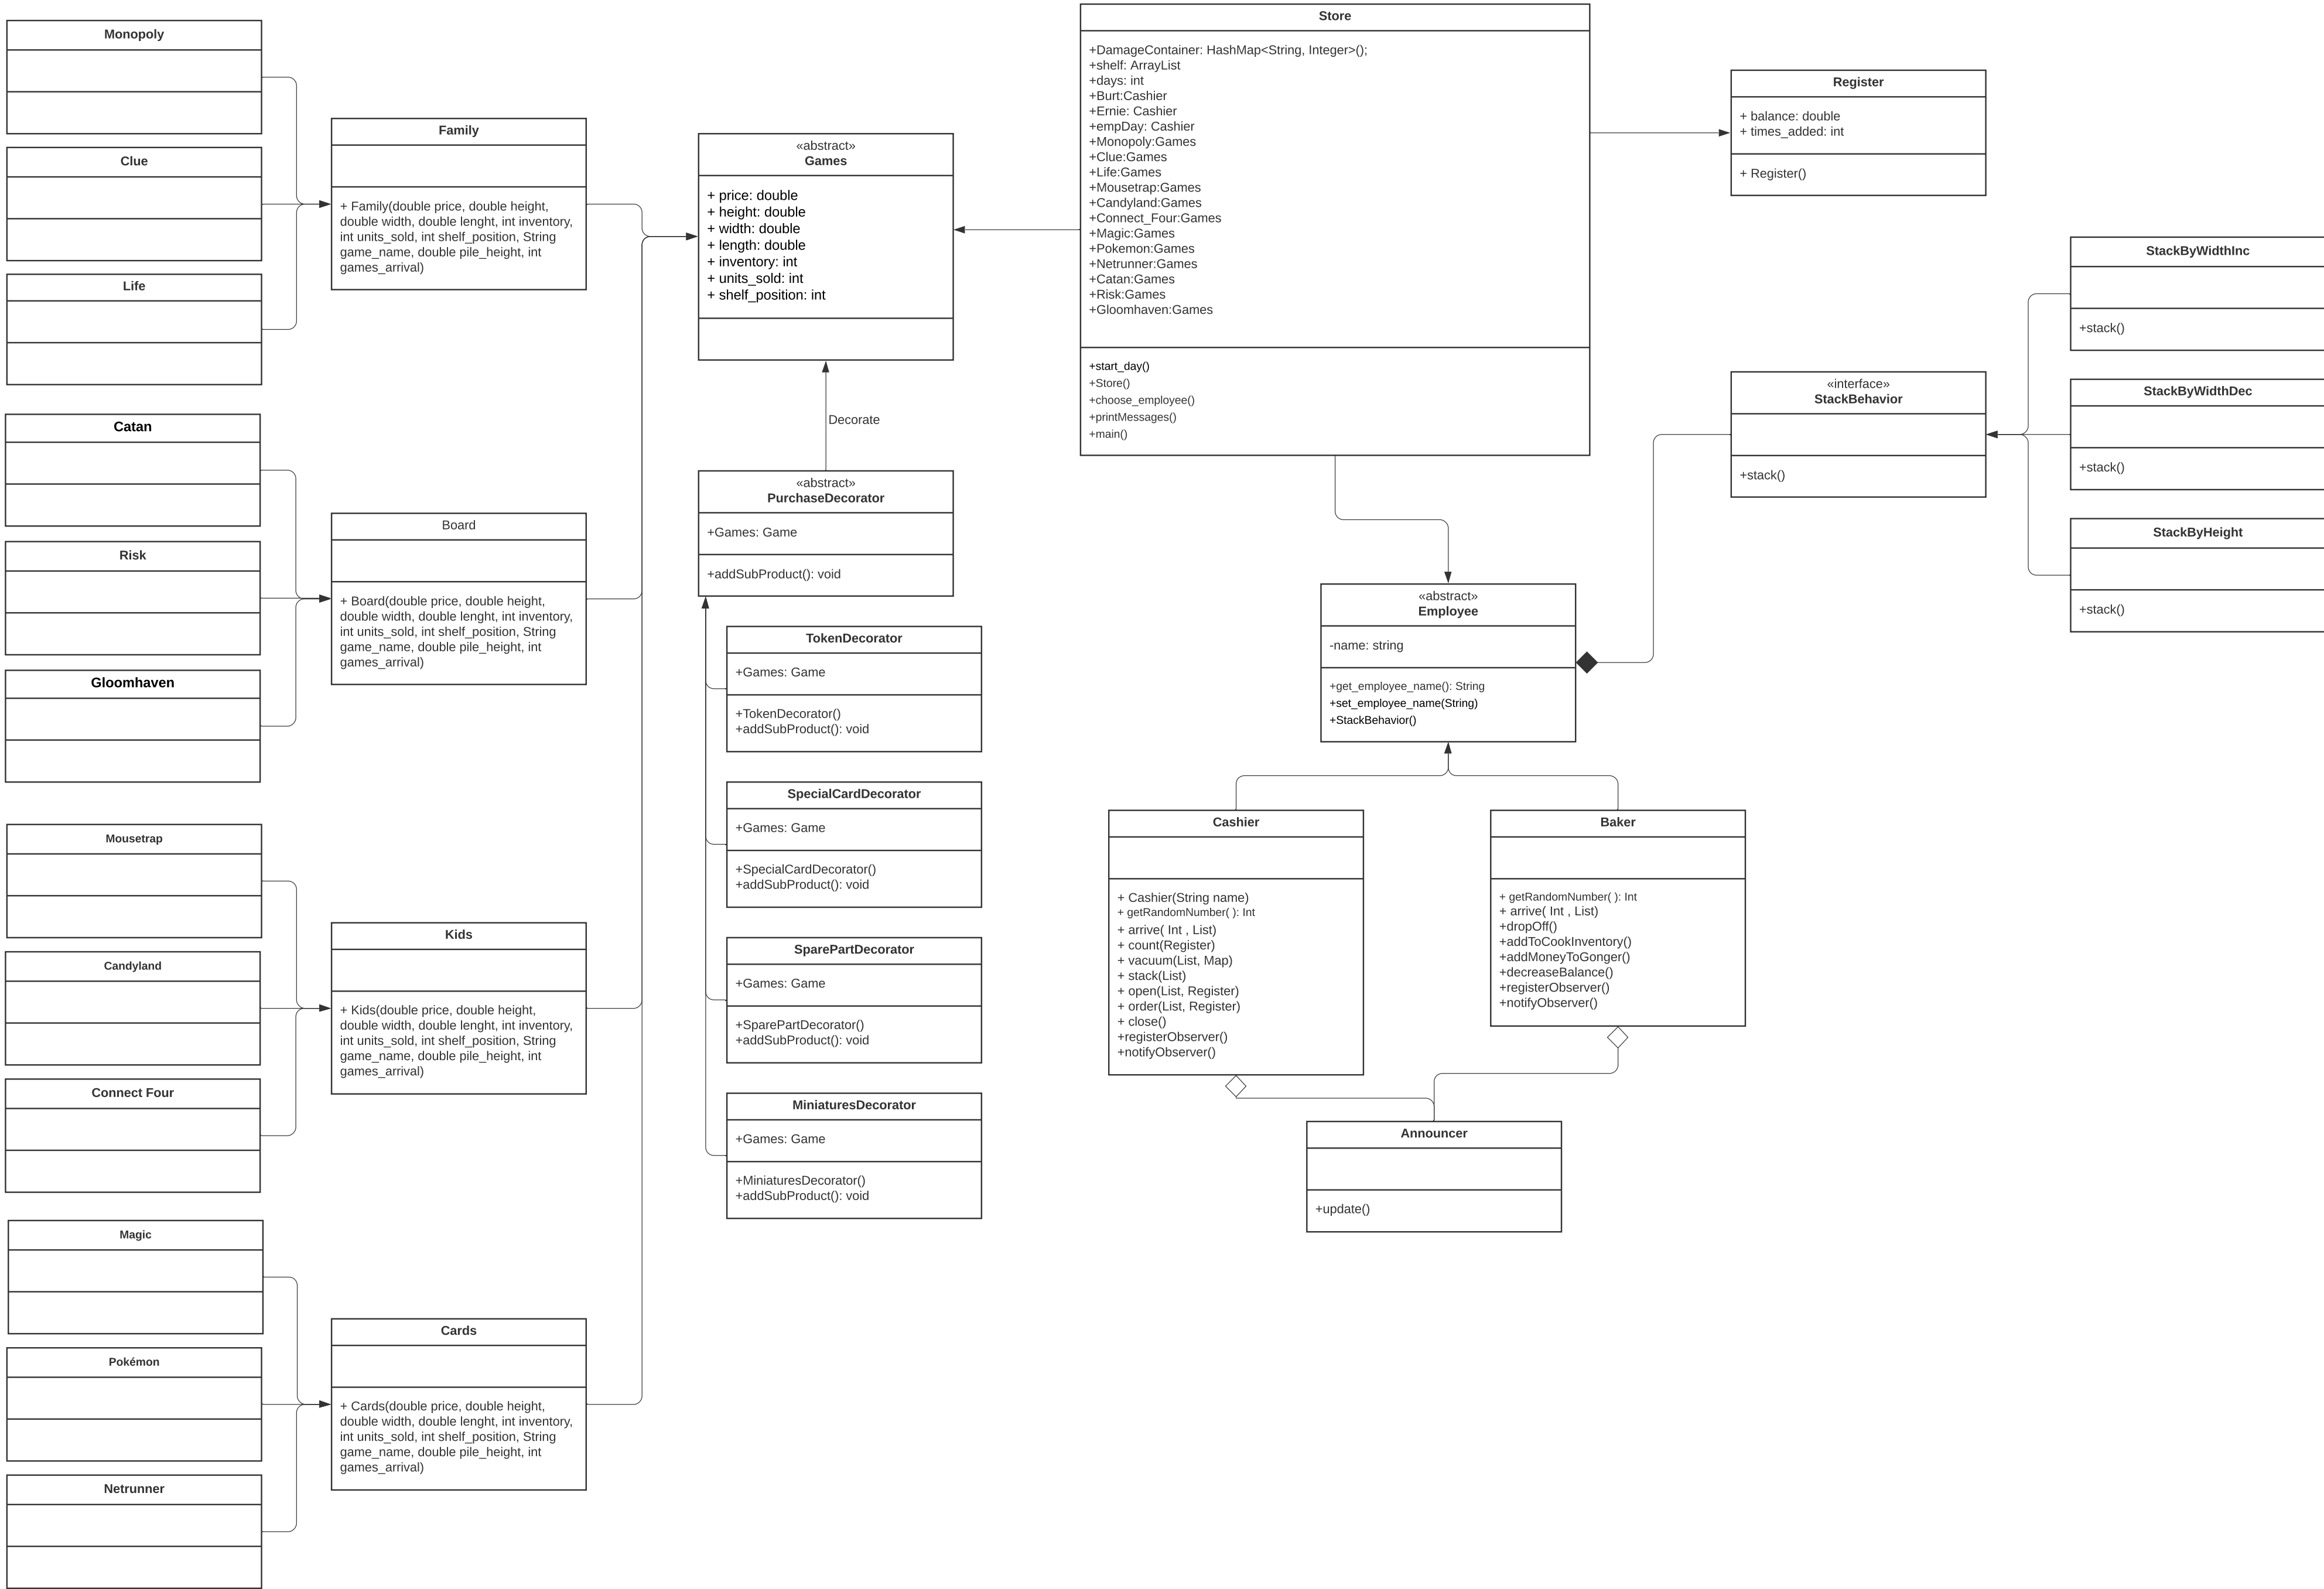 Monopoly
Clue
Life
Catan
Risk
Gloomhaven
Mousetrap
Candyland
Connect Four
Magic
Pokémon
Netrunner
Family
+ Family(double price, double height,
double width, double lenght, int inventory,
int units_sold, int shelf_position, String
game_name, double pile_height, int
games_arrival)
Board
+ Board(double price, double height,
double width, double lenght, int inventory,
int units_sold, int shelf_position, String
game_name, double pile_height, int
games_arrival)
Kids
+ Kids(double price, double height,
double width, double lenght, int inventory,
int units_sold, int shelf_position, String
game_name, double pile_height, int
games_arrival)
Cards
+ Cards(double price, double height,
double width, double lenght, int inventory,
int units_sold, int shelf_position, String
game_name, double pile_height, int
games_arrival)
«abstract»
Games
+ price: double
+ height: double
+ width: double
+ length: double
+ inventory: int
+ units_sold: int
+ shelf_position: int
Decorate
«abstract»
PurchaseDecorator
+Games: Game
+addSubProduct(): void
TokenDecorator
+Games: Game
+TokenDecorator()
+addSubProduct(): void
SpecialCardDecorator
+Games: Game
+SpecialCardDecorator()
+addSubProduct(): void
SparePartDecorator
+Games: Game
+SparePartDecorator()
+addSubProduct(): void
MiniaturesDecorator
+Games: Game
+MiniaturesDecorator()
+addSubProduct(): void
Store
+DamageContainer: HashMap<String, Integer>();
+shelf: ArrayList
+days: int
+Burt:Cashier
+Ernie: Cashier
+empDay: Cashier
+Monopoly:Games
+Clue:Games
+Life:Games
+Mousetrap:Games
+Candyland:Games
+Connect_Four:Games
+Magic:Games
+Pokemon:Games
+Netrunner:Games
+Catan:Games
+Risk:Games
+Gloomhaven:Games
+start_day()
+Store()
+choose_employee()
+printMessages()
+main()
Register
+ balance: double
+ times_added: int
+ Register()
«interface»
StackBehavior
+stack()
StackByWidthInc
+stack()
StackByWidthDec
+stack()
StackByHeight
+stack()
«abstract»
Employee
-name: string
+get_employee_name(): String
+set_employee_name(String)
+StackBehavior()
Cashier
+ Cashier(String name)
+ getRandomNumber( ): Int
+ arrive( Int , List)
+ count(Register)
+ vacuum(List, Map)
+ stack(List)
+ open(List, Register)
+ order(List, Register)
+ close()
+registerObserver()
+notifyObserver()
Baker
+ getRandomNumber( ): Int
+ arrive( Int , List)
+dropOff()
+addToCookInventory()
+addMoneyToGonger()
+decreaseBalance()
+registerObserver()
+notifyObserver()
Announcer
+update()